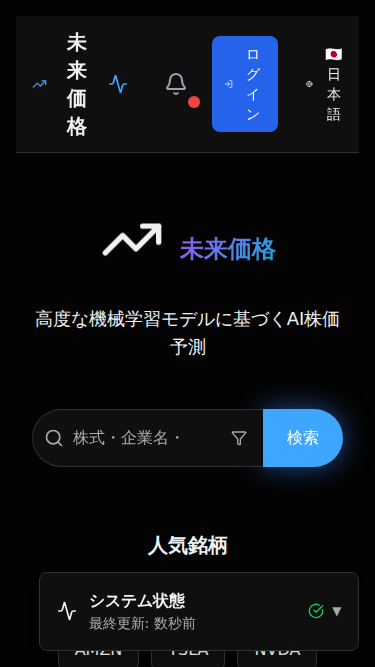 未来価格
ログイン
🇯🇵 日本語
未来価格
高度な機械学習モデルに基づくAI株価
予測
株式・企業名・
検索
人気銘柄
システム状態
最終更新: 数秒前
▼
AMZN
TSLA
NVDA